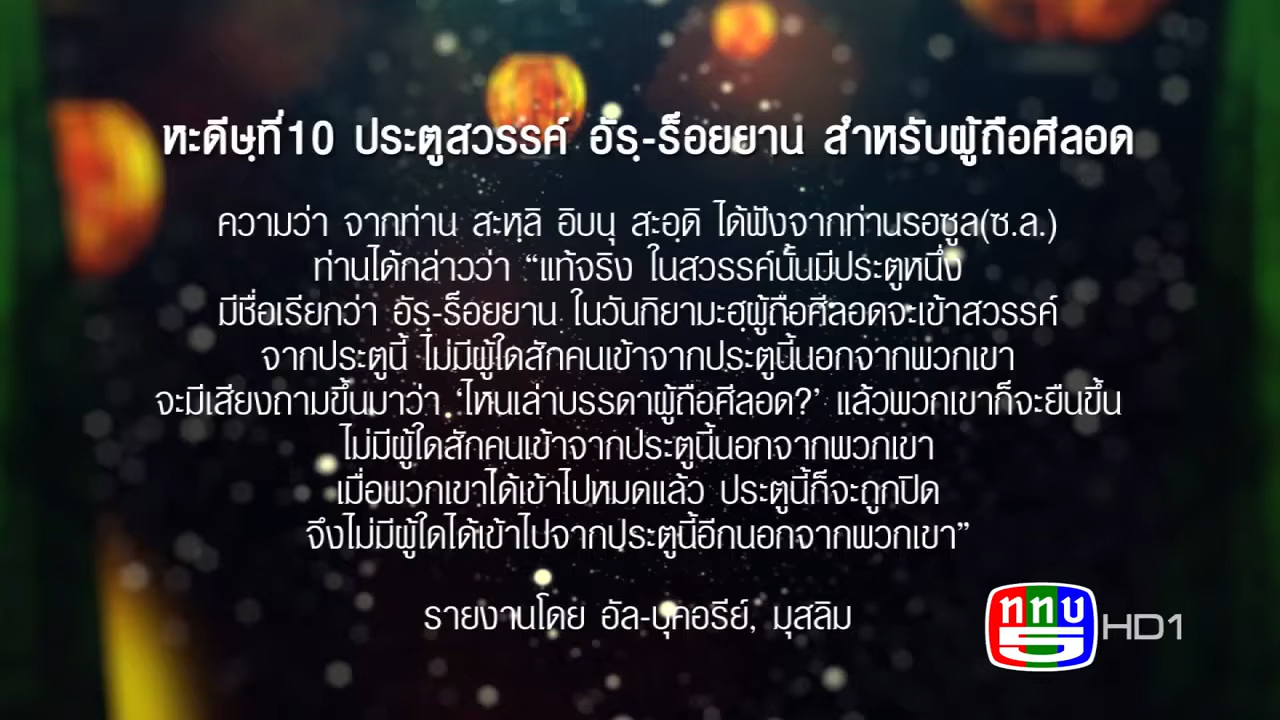 หะดีษฺที่10 ประตูสวรรค์ อัรฺ-ร็อยยาน สำหรับผู้ถือศีลอด
ความว่า จากท่าน สะหฺลิ อิบนุ สะอฺดิ ได้ฟังจากท่านรอซูล(ซ.ล.)
ท่านได้กล่าวว่า “แท้จริง ในสวรรค์นั้นมีประตูหนึ่ง
มีชื่อเรียกว่า อัรฺ-ร็อยยาน ในวันกิยามะฮฺผู้ถือศีลอดจะเข้าสวรรค์
จากประตูนี้ ไม่มีผู้ใดสักคนเข้าจากประตูนี้นอกจากพวกเขา
จะมีเสียงถามขึ้นมาว่า ‘ไหนเล่าบรรดาผู้ถือศีลอด?’ แล้วพวกเขาก็จะยืนขึ้น
ไม่มีผู้ใดสักคนเข้าจากประตูนี้นอกจากพวกเขา
เมื่อพวกเขาได้เข้าไปหมดแล้ว ประตูนี้ก็จะถูกปิด
จึงไม่มีผู้ใดได้เข้าไปจากประตูนี้อีกนอกจากพวกเขา”
รายงานโดย อัล-บุคอรีย์, มุสลิม
ททบ
5 HD1